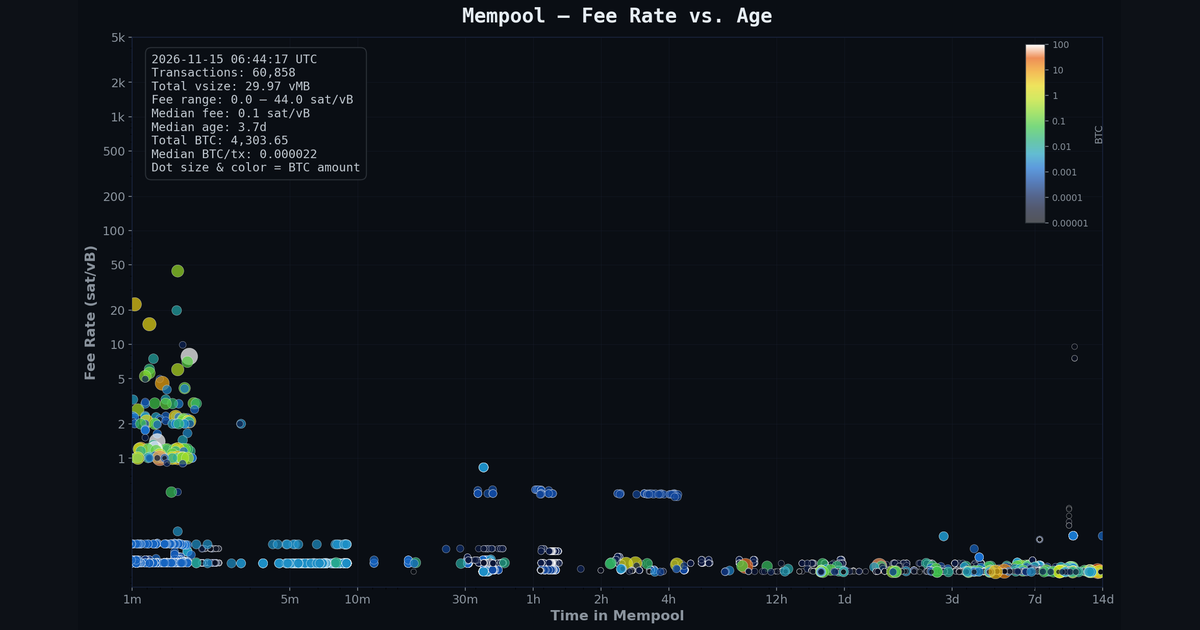 Mempool — Fee Rate vs. Age
5k
2k
1k
500
200
100
50
20
10
5
2
1
Fee Rate (sat/vB)
2026-11-15 06:44:17 UTC
Transactions: 60,858
Total vsize: 29.97 vMB
Fee range: 0.0 – 44.0 sat/vB
Median fee: 0.1 sat/vB
Median age: 3.7d
Total BTC: 4,303.65
Median BTC/tx: 0.000022
Dot size & color = BTC amount
100
10
1
0.1
0.01
0.001
0.0001
0.00001
BTC
1m
5m
10m
30m
1h
2h
4h
12h
1d
3d
7d
14d
Time in Mempool